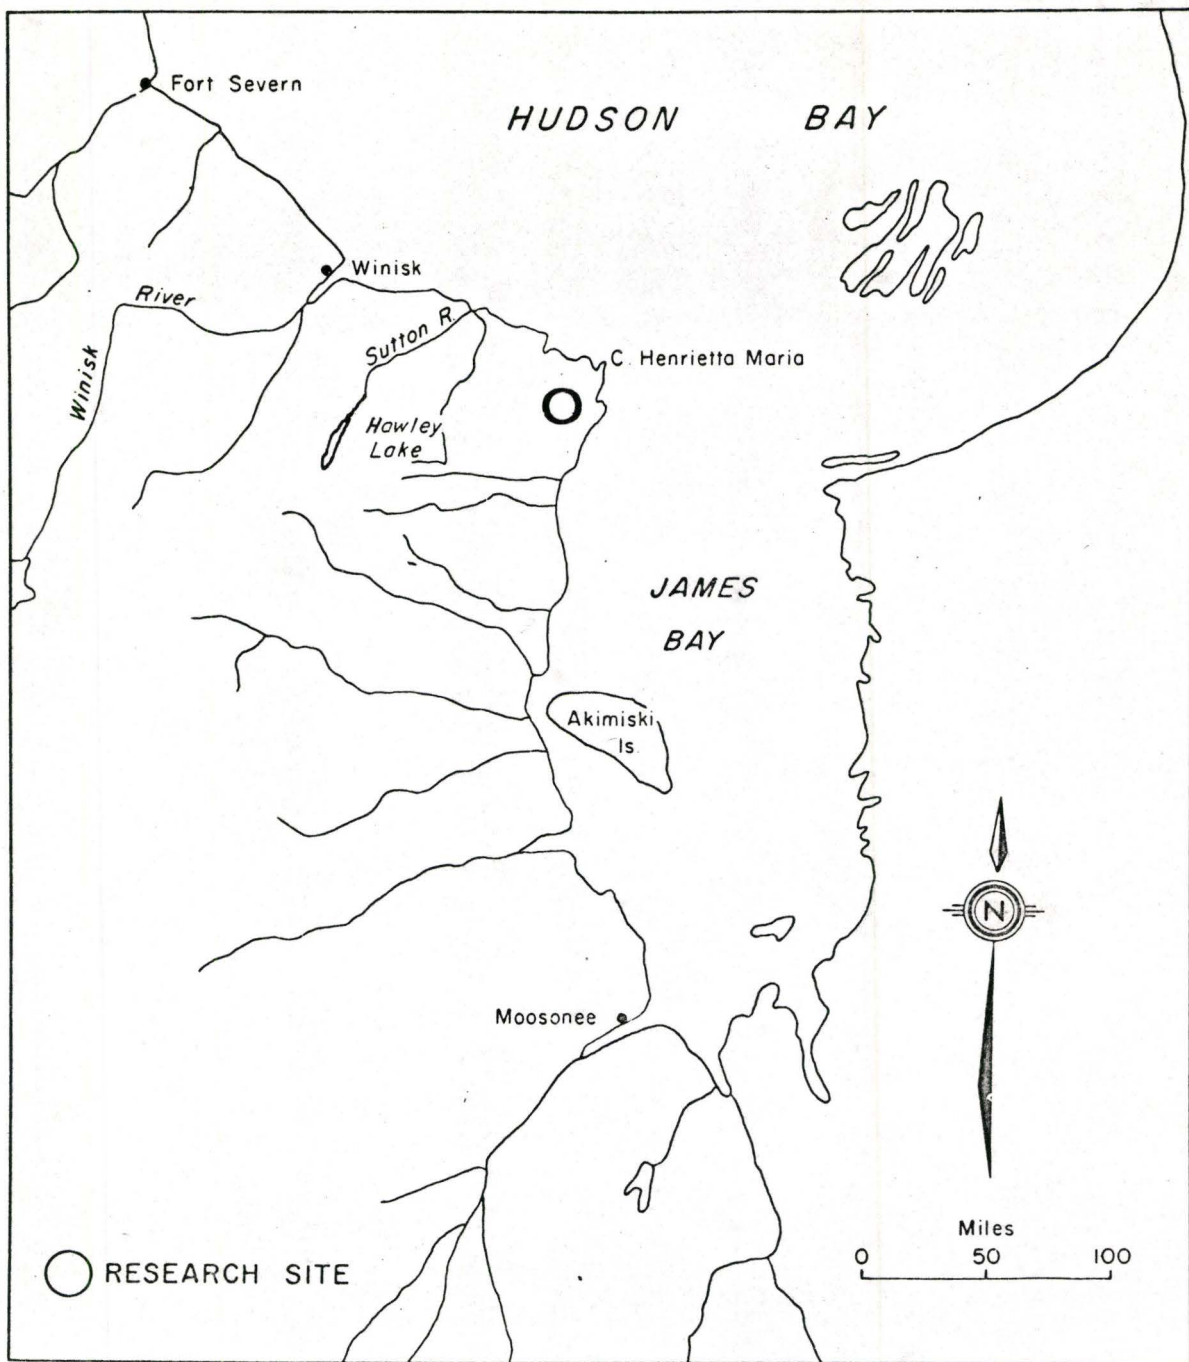 Fort Severn
HUDSON BAY
Winisk
River
Sutton R.
C. Henrietta Maria
Winisk
Hawley
Lake
JAMES
BAY
Akimiski
Is.
N
Moosonee
Miles
0 50 100
RESEARCH SITE